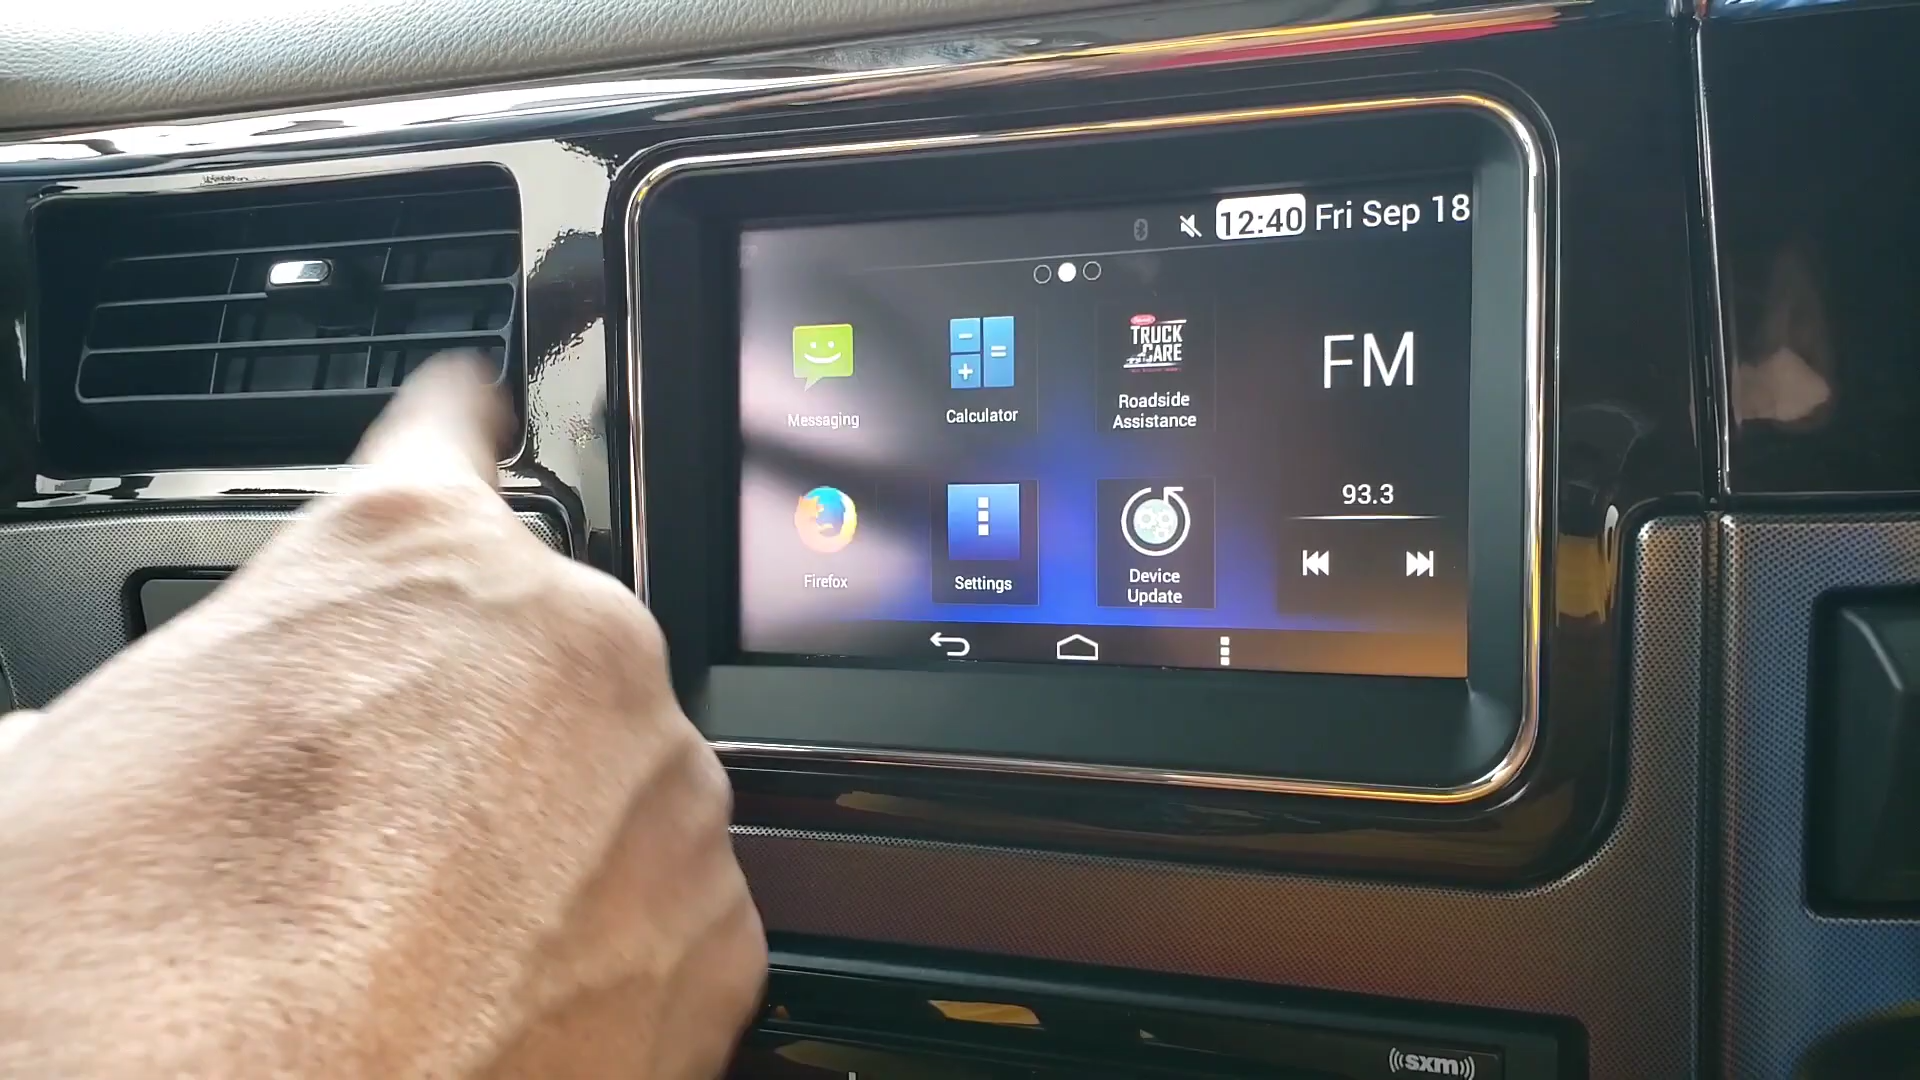 12:40 Fri Sep 18
Messaging
Calculator
TRUCK
CARE
Roadside
Assistance
FM
Firefox
Settings
Device
Update
93.3
((sxm))